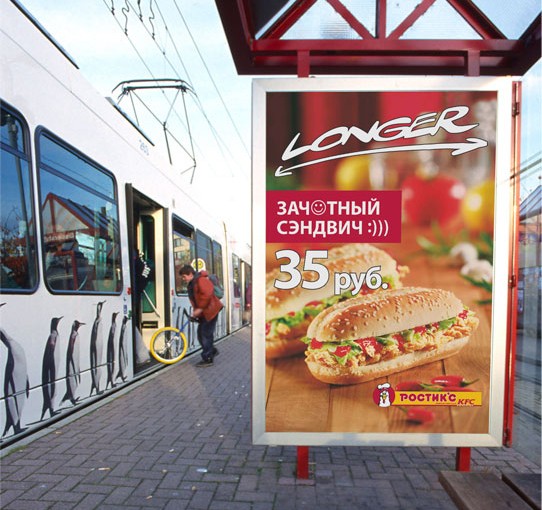 LONGER
ЗАЧ☺ТНЫЙ
СЭНДВИЧ :)))
35 руб.
РОСТИК'С KFC